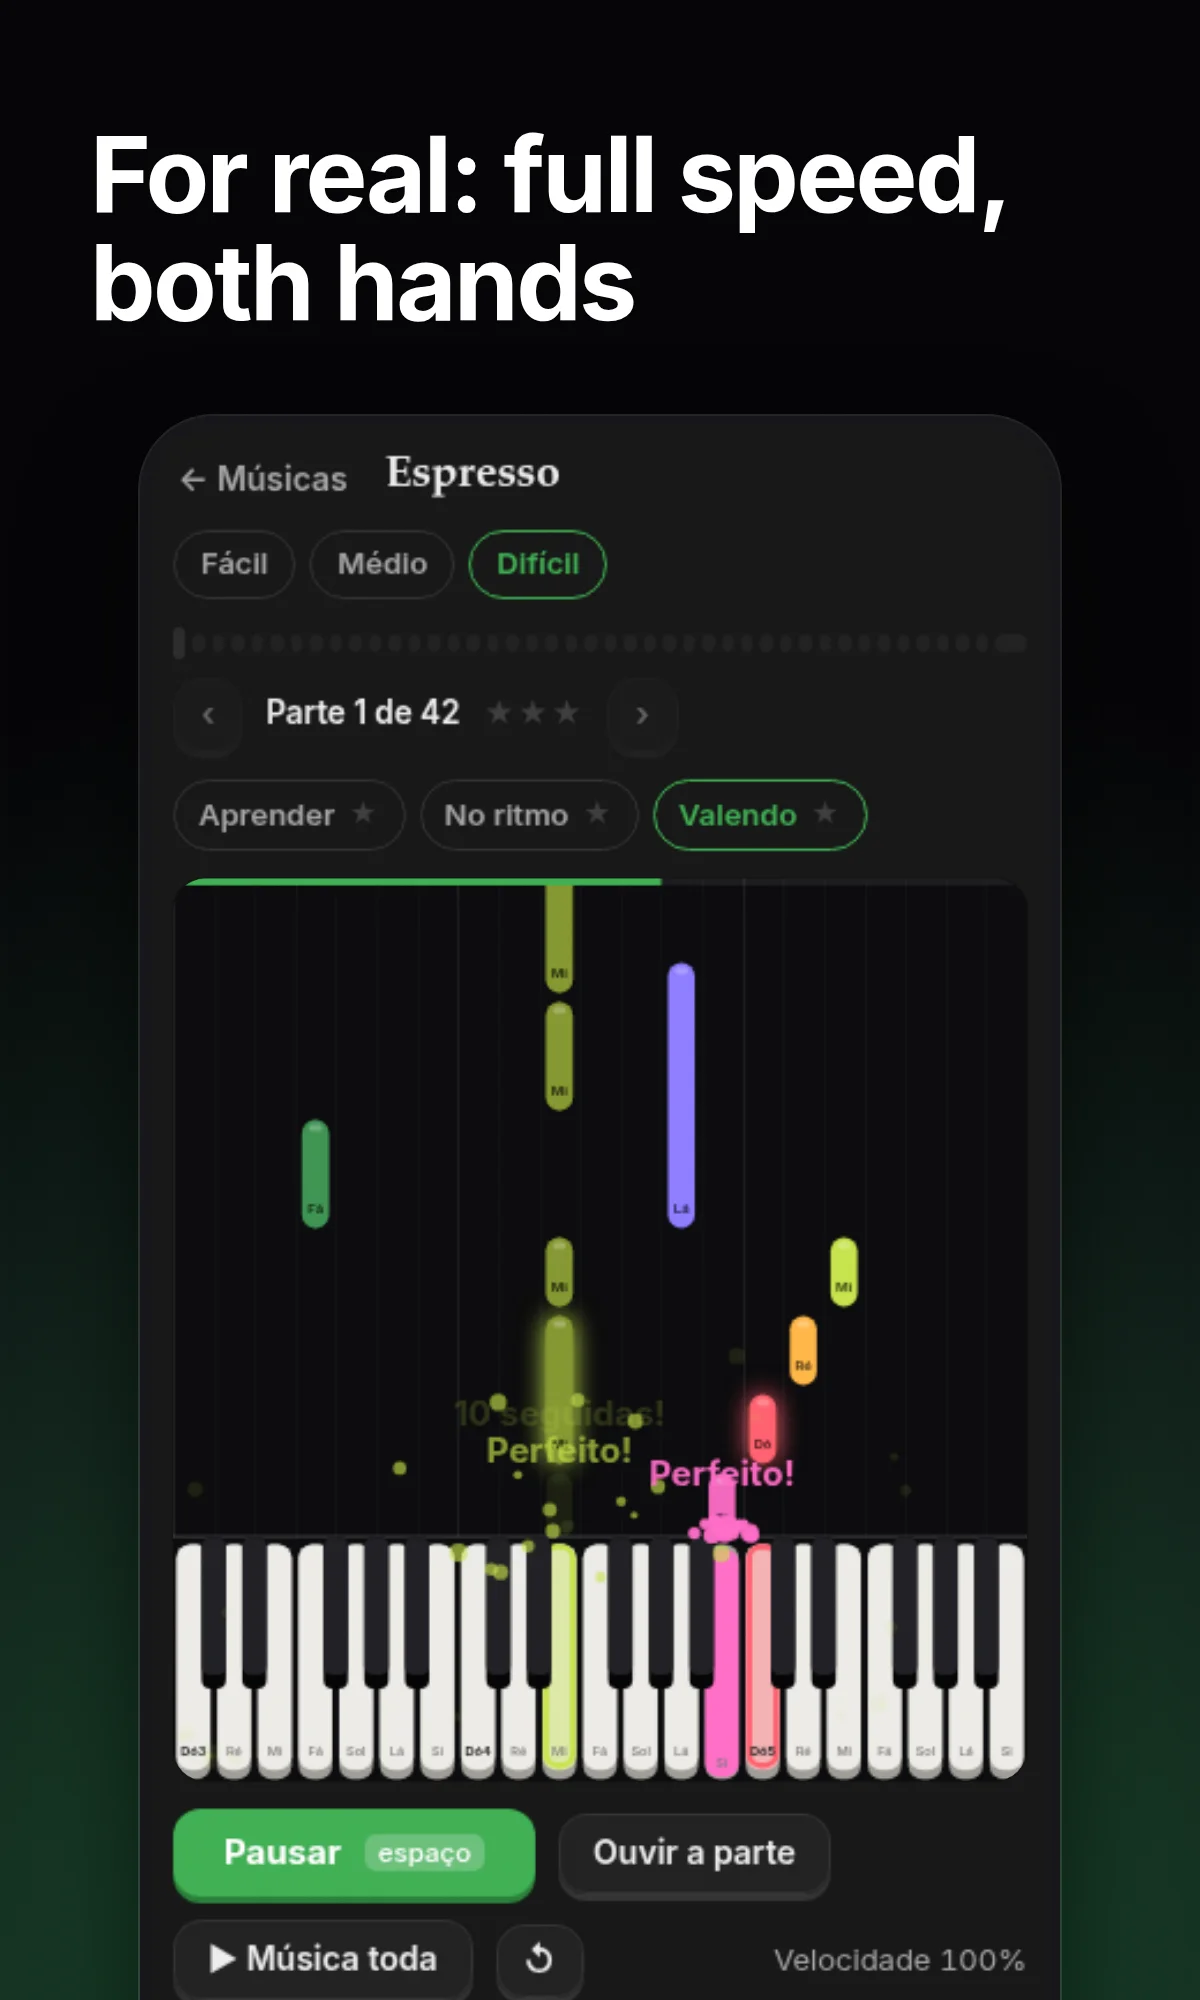 For real: full speed,
both hands
← Músicas Espresso
Fácil Médio Difícil
‹ Parte 1 de 42 ★★★ ›
Aprender ★ No ritmo ★ Valendo ★
Mi
Mi
Lá
Fá
Mi
Mi
Ré
10 seguidas!
Dó
Perfeito!
Perfeito!
Dó3 Ré Mi Fá Sol Lá Si Dó4 Ré Mi Fá Sol Lá Si Dó5 Ré Mi Fá Sol Lá Si
Pausar espaço Ouvir a parte
▶ Música toda Velocidade 100%